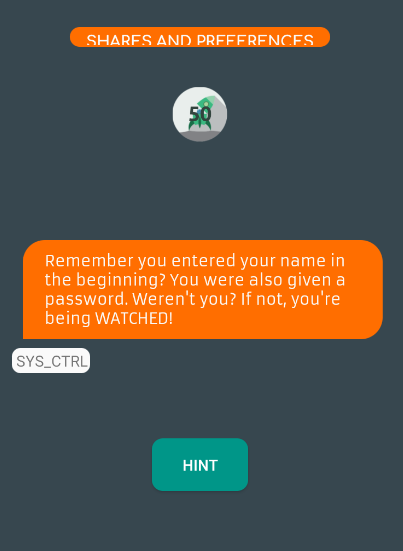 SHARES AND PREFERENCES
50
Remember you entered your name in
the beginning? You were also given a
password. Weren't you? If not, you're
being WATCHED!
SYS_CTRL
HINT